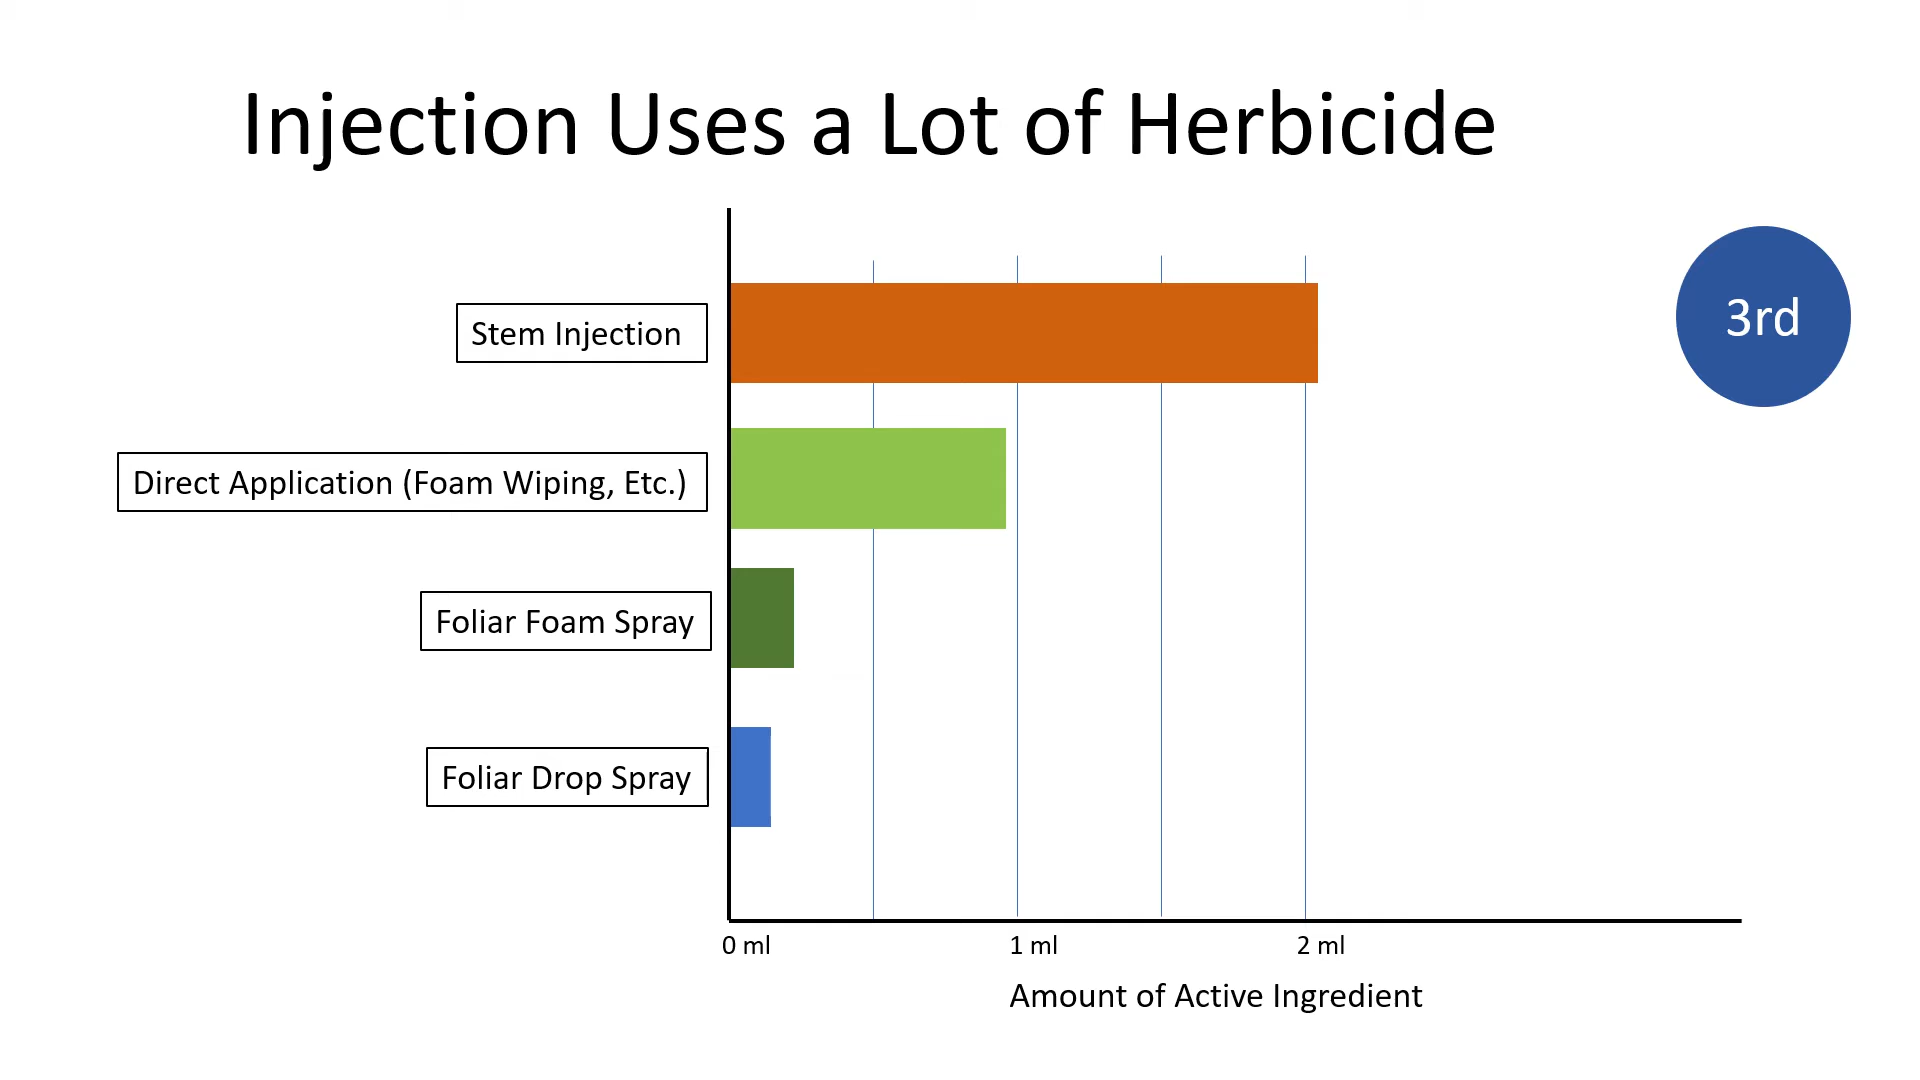 Injection Uses a Lot of Herbicide
3rd
Stem Injection
Direct Application (Foam Wiping, Etc.)
Foliar Foam Spray
Foliar Drop Spray
0 ml
1 ml
2 ml
Amount of Active Ingredient